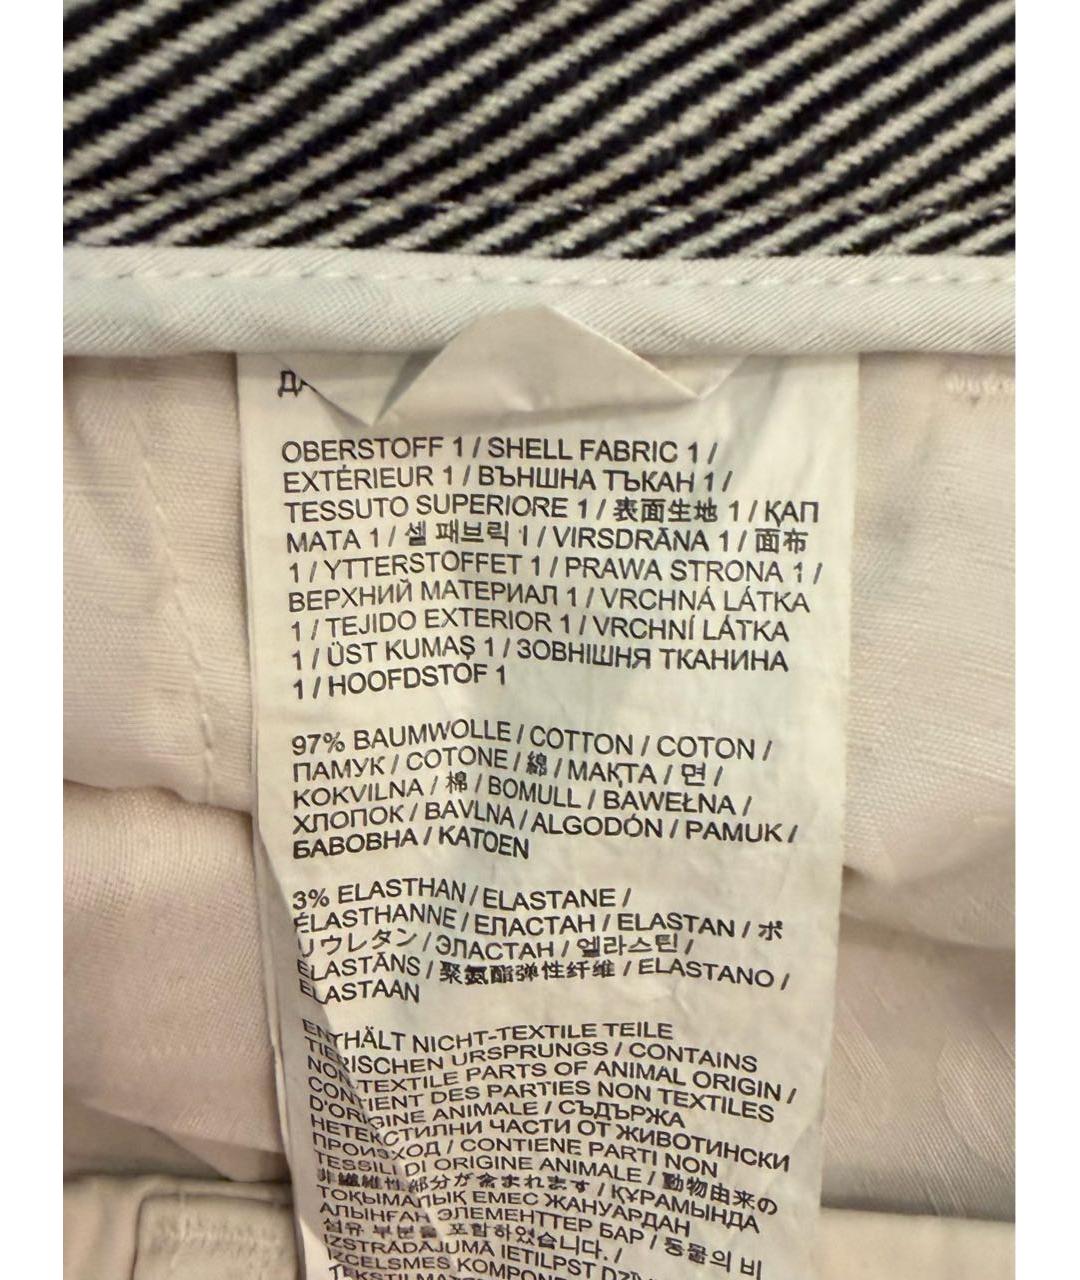 OBERSTOFF 1 / SHELL FABRIC 1 /
EXTÉRIEUR 1 / ВЪНШНА ТЪКАН 1 /
TESSUTO SUPERIORE 1 / 表面生地 1 / ҚАП
МАТА 1 / 셸 패브릭 1 / VIRSDRĀNA 1 / 面布
1 / YTTERSTOFFET 1 / PRAWA STRONA 1 /
ВЕРХНИЙ МАТЕРИАЛ 1 / VRCHNÁ LÁTKA
1 / TEJIDO EXTERIOR 1 / VRCHNÍ LÁTKA
1 / ÜST KUMAŞ 1 / ЗОВНІШНЯ ТКАНИНА
1 / HOOFDSTOF 1
97% BAUMWOLLE / COTTON / COTON /
ПАМУК / COTONE / 綿 / МАҚТА / 면 /
KOKVILNA / 棉 / BOMULL / BAWEŁNA /
ХЛОПОК / BAVLNA / ALGODÓN / PAMUK /
БАВОВНА / KATOEN
3% ELASTHAN / ELASTANE /
ÉLASTHANNE / ЕЛАСТАН / ELASTAN / ポ
リウレタン / ЭЛАСТАН / 엘라스틴 /
ELASTĀNS / 聚氨酯弹性纤维 / ELASTANO /
ELASTAAN
ENTHÄLT NICHT-TEXTILE TEILE
TIERISCHEN URSPRUNGS / CONTAINS
NON-TEXTILE PARTS OF ANIMAL ORIGIN /
CONTIENT DES PARTIES NON TEXTILES
D'ORIGINE ANIMALE / СЪДЪРЖА
НЕТЕКСТИЛНИ ЧАСТИ ОТ ЖИВОТИНСКИ
ПРОИЗХОД / CONTIENE PARTI NON
TESSILI DI ORIGINE ANIMALE / 動物由来の
非繊維性部分が含まれます / ҚҰРАМЫНДА
ТОҚЫМАЛЫҚ ЕМЕС ЖАНУАРДАН
АЛЫНҒАН ЭЛЕМЕНТТЕР БАР / 동물의 비
섬유 부분을 포함하였습니다. /
IZSTRĀDĀJUMĀ IETILPST
IZCELSMES